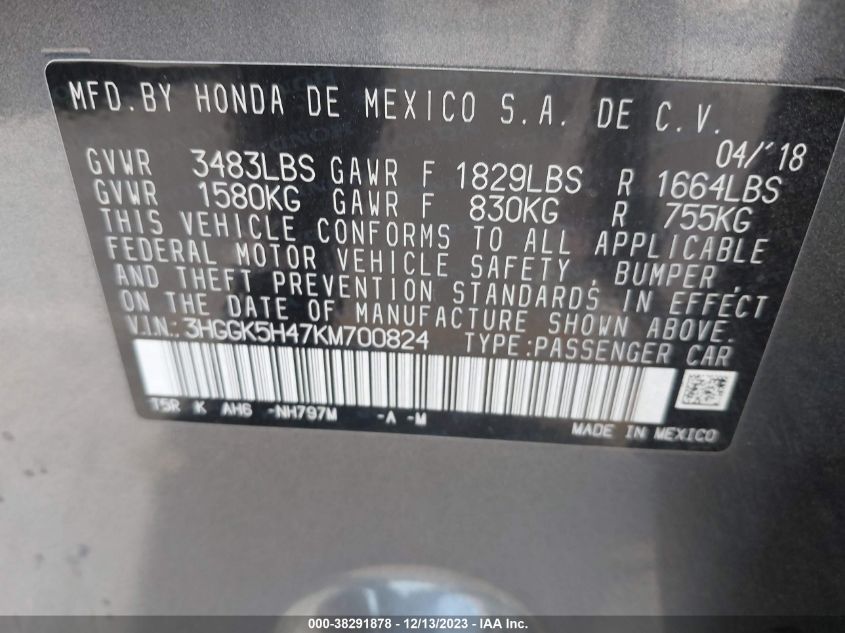 MFD.BY HONDA DE MEXICO S.A. DE C.V.
04/'18
GVWR 3483LBS GAWR F 1829LBS R 1664LBS
GVWR 1580KG GAWR F 830KG R 755KG
THIS VEHICLE CONFORMS TO ALL APPLICABLE
FEDERAL MOTOR VEHICLE SAFETY, BUMPER,
AND THEFT PREVENTION STANDARDS IN EFFECT
ON THE DATE OF MANUFACTURE SHOWN ABOVE.
V.I.N.: 3HGGK5H47KM700824 TYPE:PASSENGER CAR
T5R K AH6 -NH797M -A -M
MADE IN MEXICO
000-38291878 - 12/13/2023 - IAA Inc.